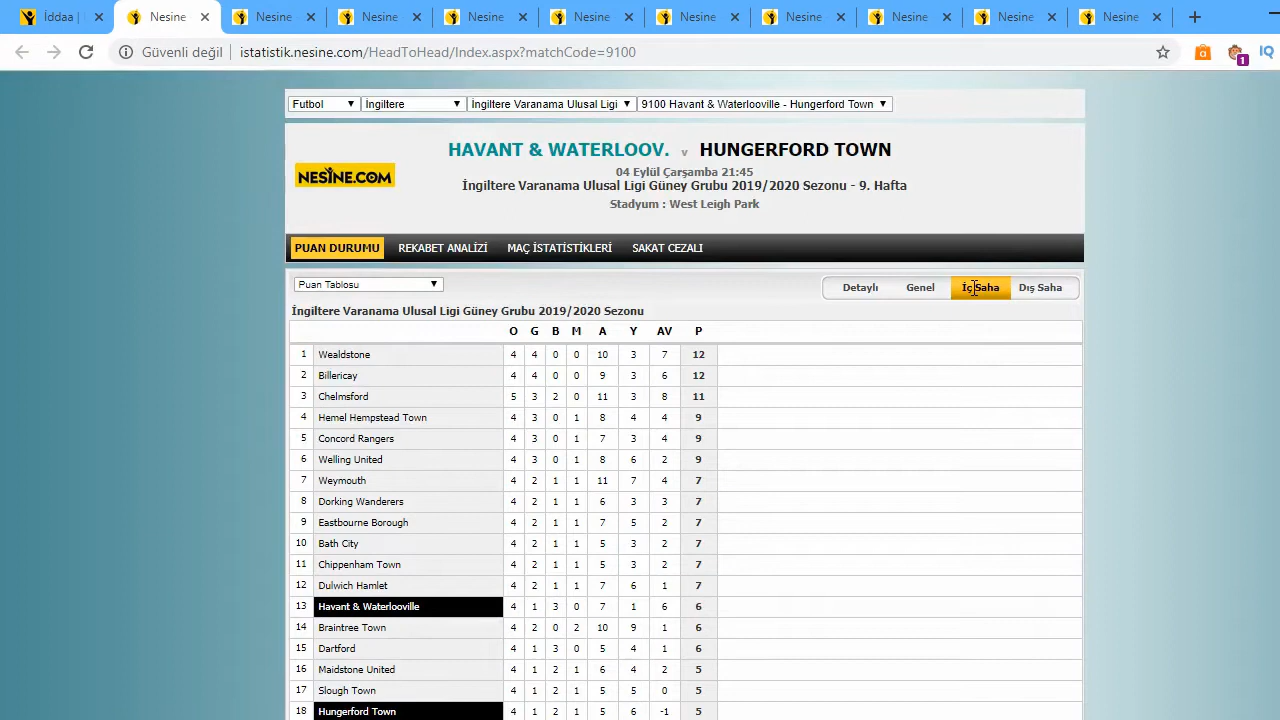 İddaa |
Nesine
Nesine
Nesine
Nesine
Nesine
Nesine
Nesine
Nesine
Nesine
Nesine
Güvenli değil | istatistik.nesine.com/HeadToHead/Index.aspx?matchCode=9100
1
IQ
Futbol İngiltere İngiltere Varanama Ulusal Ligi 9100 Havant & Waterlooville - Hungerford Town
HAVANT & WATERLOOV. v HUNGERFORD TOWN
NESINE.COM
04 Eylül Çarşamba 21:45
İngiltere Varanama Ulusal Ligi Güney Grubu 2019/2020 Sezonu - 9. Hafta
Stadyum : West Leigh Park
PUAN DURUMU REKABET ANALİZİ MAÇ İSTATİSTİKLERİ SAKAT CEZALI
Puan Tablosu Detaylı Genel İç Saha Dış Saha
İngiltere Varanama Ulusal Ligi Güney Grubu 2019/2020 Sezonu
O G B M A Y AV P
1 Wealdstone 4 4 0 0 10 3 7 12
2 Billericay 4 4 0 0 9 3 6 12
3 Chelmsford 5 3 2 0 11 3 8 11
4 Hemel Hempstead Town 4 3 0 1 8 4 4 9
5 Concord Rangers 4 3 0 1 7 3 4 9
6 Welling United 4 3 0 1 8 6 2 9
7 Weymouth 4 2 1 1 11 7 4 7
8 Dorking Wanderers 4 2 1 1 6 3 3 7
9 Eastbourne Borough 4 2 1 1 7 5 2 7
10 Bath City 4 2 1 1 5 3 2 7
11 Chippenham Town 4 2 1 1 5 3 2 7
12 Dulwich Hamlet 4 2 1 1 7 6 1 7
13 Havant & Waterlooville 4 1 3 0 7 1 6 6
14 Braintree Town 4 2 0 2 10 9 1 6
15 Dartford 4 1 3 0 5 4 1 6
16 Maidstone United 4 1 2 1 6 4 2 5
17 Slough Town 4 1 2 1 5 5 0 5
18 Hungerford Town 4 1 2 1 5 6 -1 5